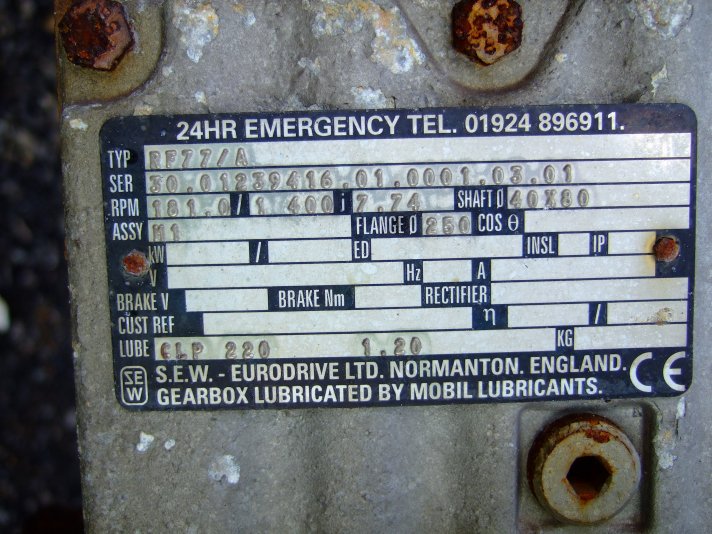 24HR EMERGENCY TEL. 01924 896911.
TYP RF77/A
SER 30.01239416.01.0001.03.01
RPM 181.0/1 400 i 7.74 SHAFT Ø 40X80
ASSY M1 FLANGE Ø 250 COS θ
kW / ED INSL IP
V Hz A
BRAKE V BRAKE Nm RECTIFIER
CUST REF η /
LUBE CLP 220 1.20 KG
SEW S.E.W. - EURODRIVE LTD. NORMANTON. ENGLAND. CE
GEARBOX LUBRICATED BY MOBIL LUBRICANTS.